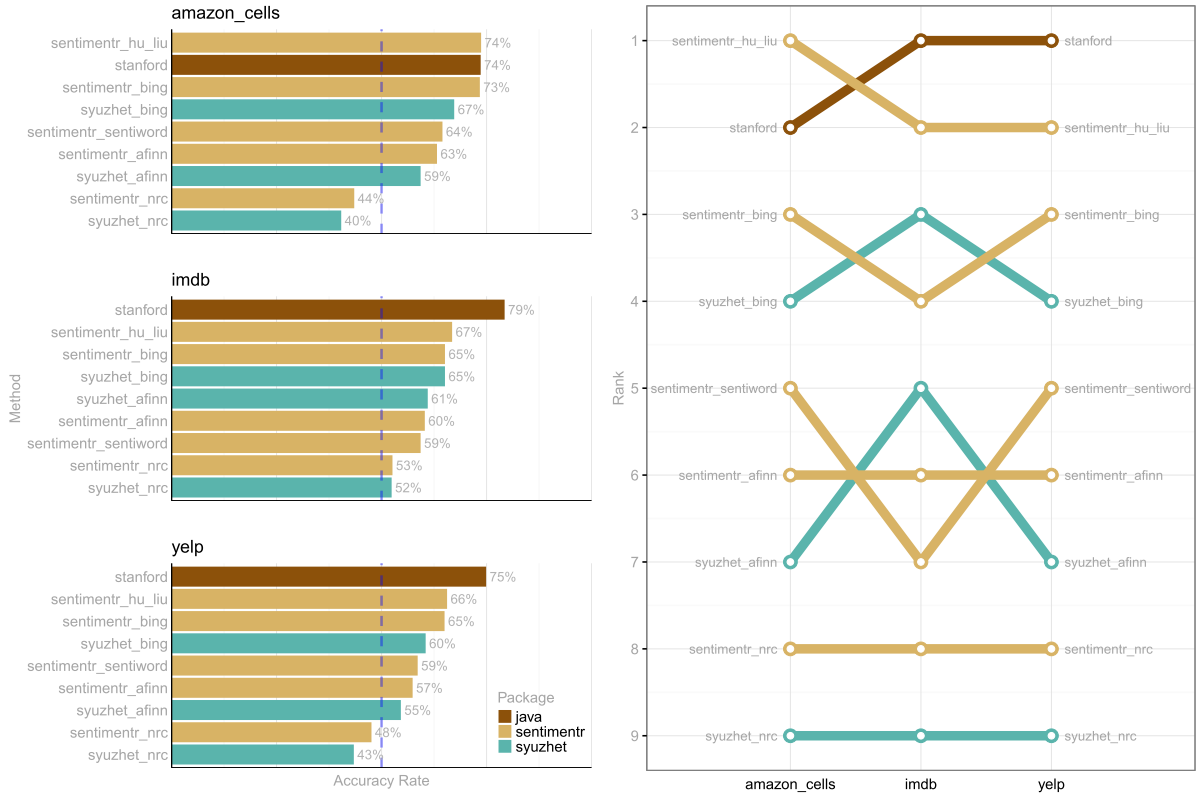 amazon_cells
sentimentr_hu_liu 74%
stanford 74%
sentimentr_bing 73%
syuzhet_bing 67%
sentimentr_sentiword 64%
sentimentr_afinn 63%
syuzhet_afinn 59%
sentimentr_nrc 44%
syuzhet_nrc 40%
imdb
stanford 79%
sentimentr_hu_liu 67%
sentimentr_bing 65%
syuzhet_bing 65%
syuzhet_afinn 61%
sentimentr_afinn 60%
sentimentr_sentiword 59%
sentimentr_nrc 53%
syuzhet_nrc 52%
Method
yelp
stanford 75%
sentimentr_hu_liu 66%
sentimentr_bing 65%
syuzhet_bing 60%
sentimentr_sentiword 59%
sentimentr_afinn 57%
syuzhet_afinn 55%
sentimentr_nrc 48%
syuzhet_nrc 43%
Accuracy Rate
Package
java
sentimentr
syuzhet
Rank
1 sentimentr_hu_liu stanford
2 stanford sentimentr_hu_liu
3 sentimentr_bing sentimentr_bing
4 syuzhet_bing syuzhet_bing
5 sentimentr_sentiword sentimentr_sentiword
6 sentimentr_afinn sentimentr_afinn
7 syuzhet_afinn syuzhet_afinn
8 sentimentr_nrc sentimentr_nrc
9 syuzhet_nrc syuzhet_nrc
amazon_cells imdb yelp